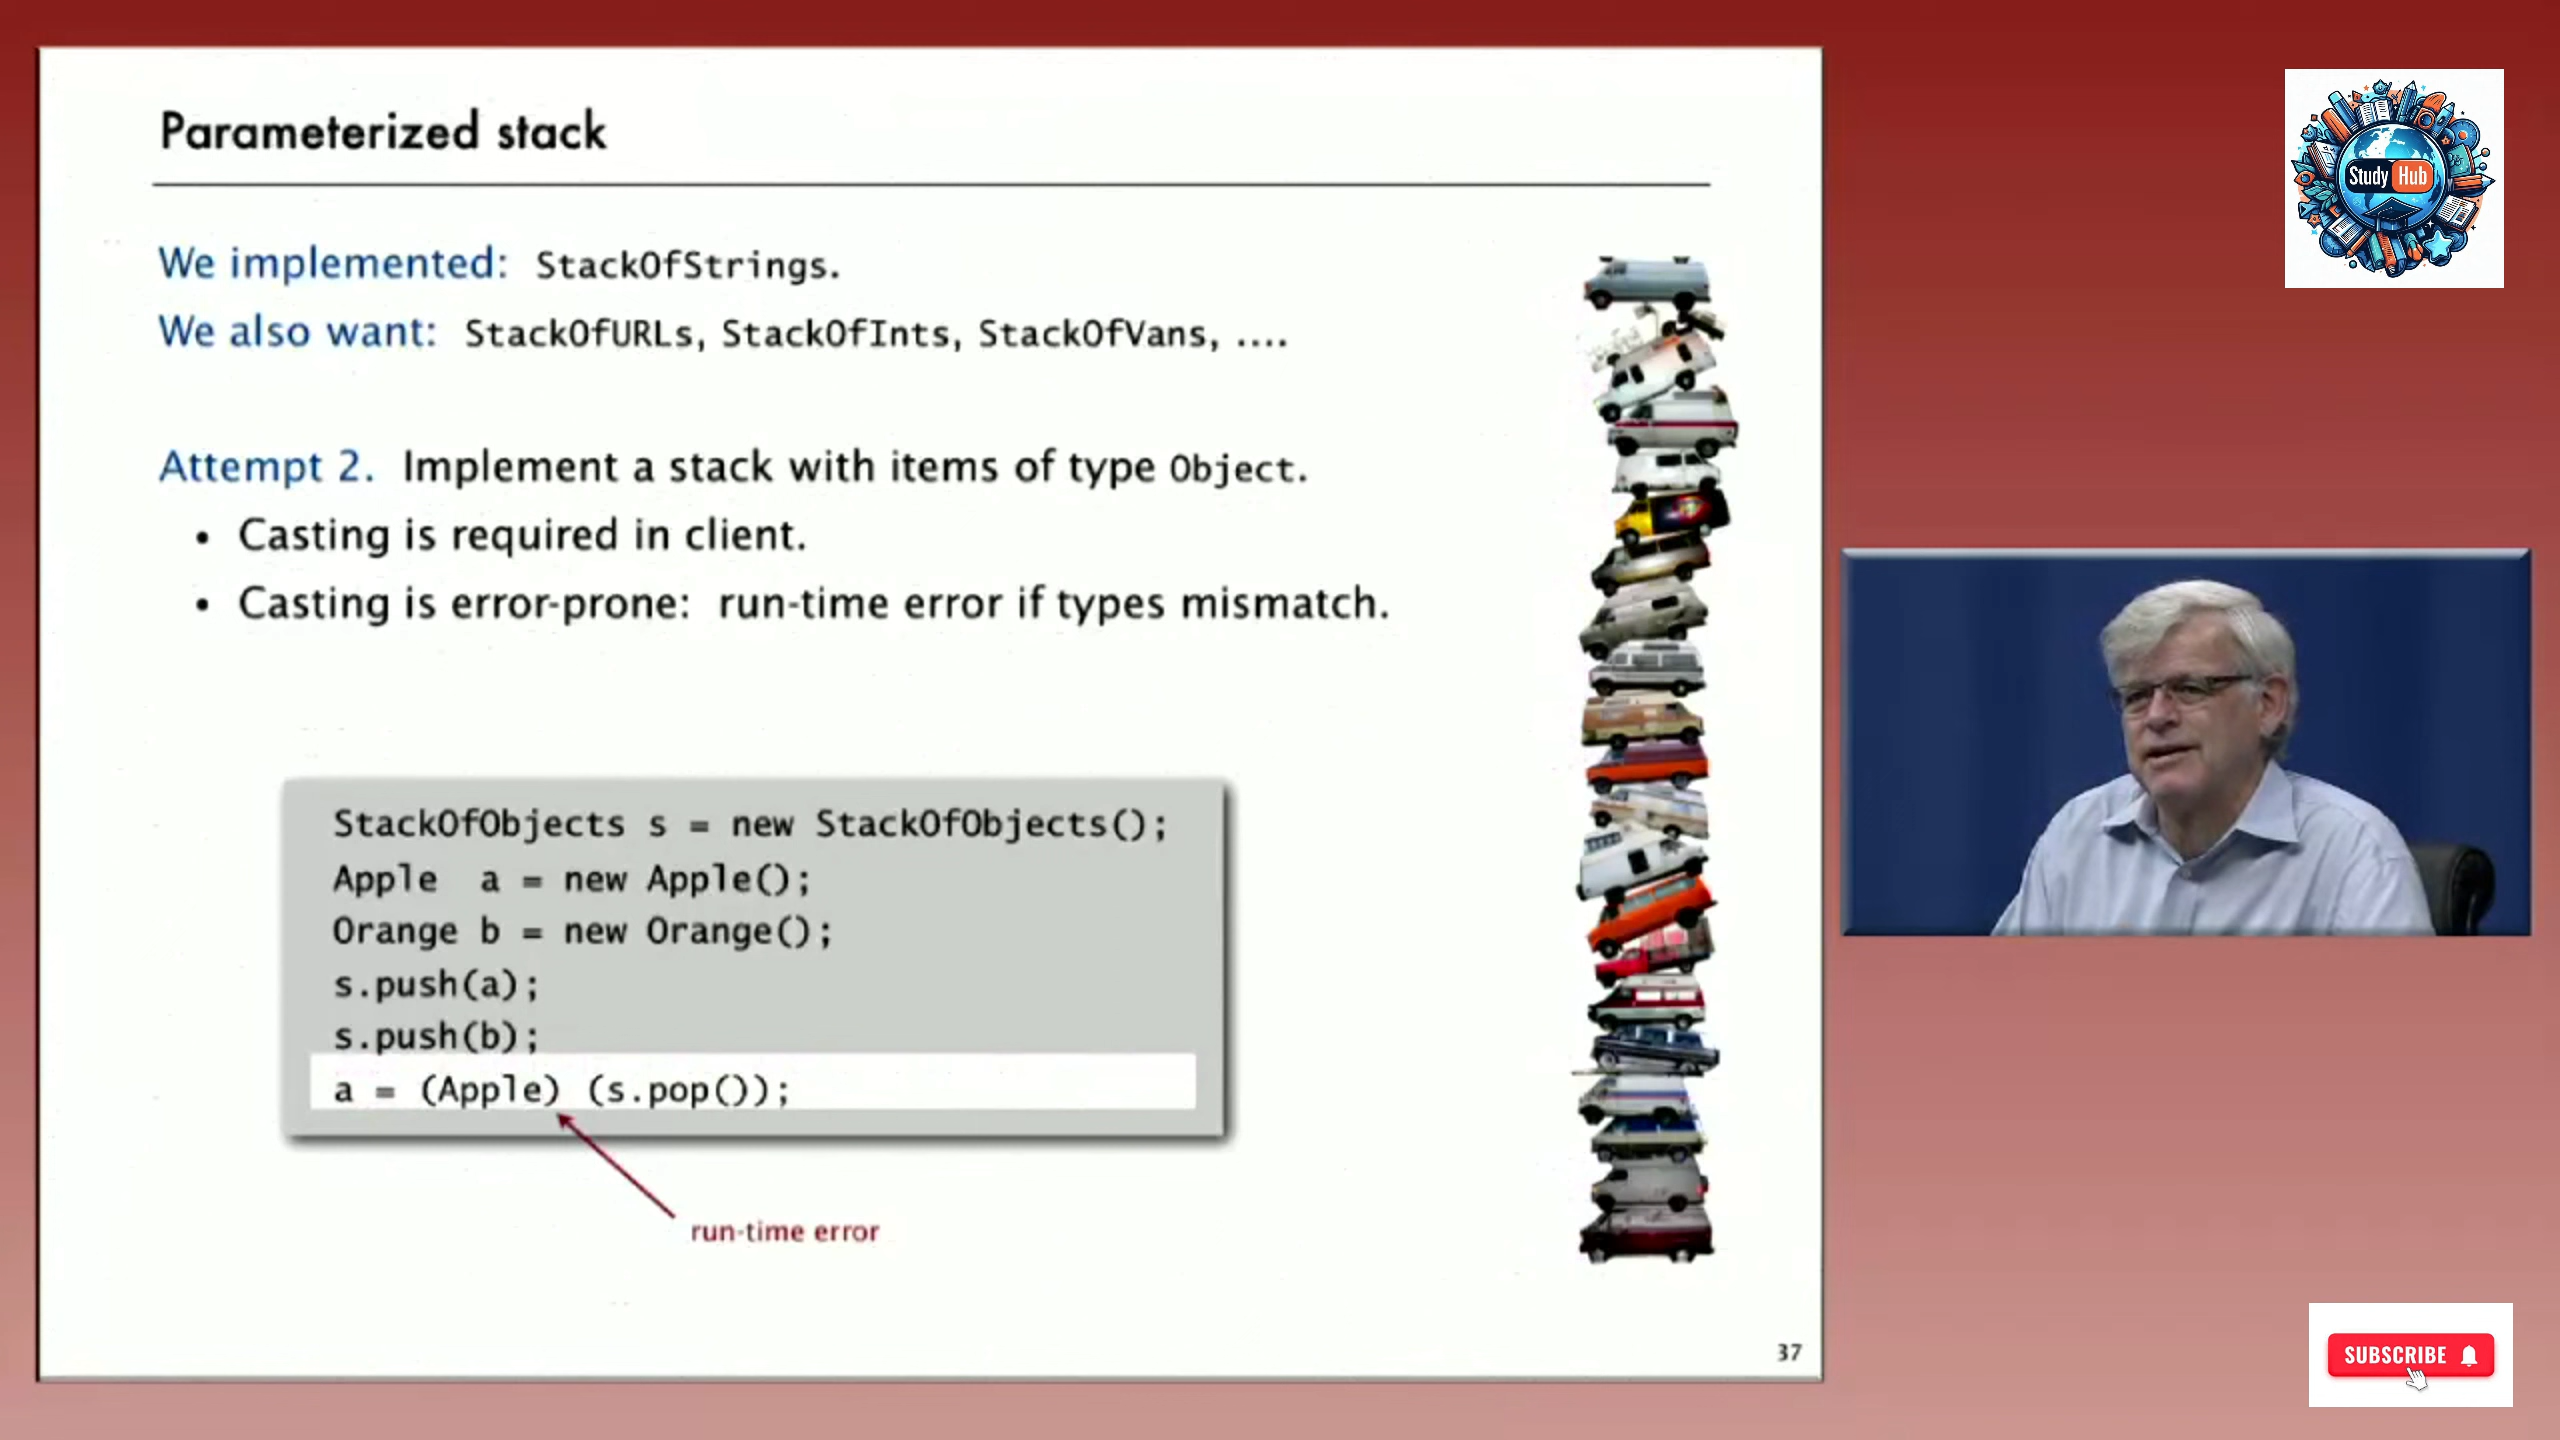 Parameterized stack
We implemented: StackOfStrings.
We also want: StackOfURLs, StackOfInts, StackOfVans, ....
Attempt 2. Implement a stack with items of type Object.
• Casting is required in client.
• Casting is error-prone: run-time error if types mismatch.
StackOfObjects s = new StackOfObjects();
Apple a = new Apple();
Orange b = new Orange();
s.push(a);
s.push(b);
a = (Apple) (s.pop());
run-time error
37
Study Hub
SUBSCRIBE